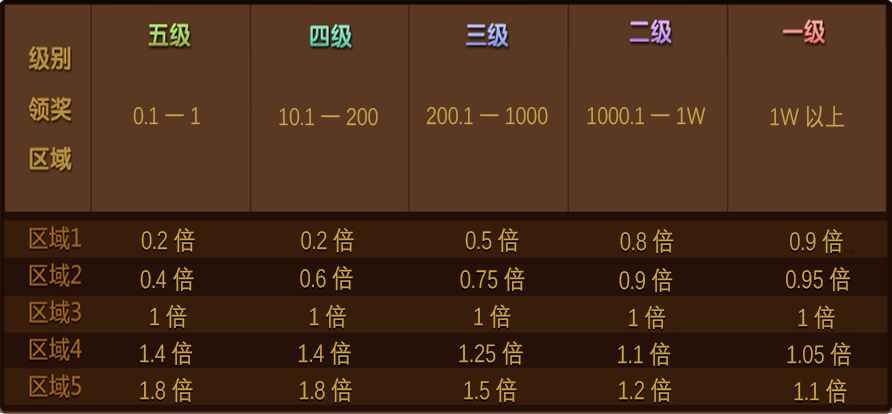 级别 五级 四级 三级 二级 一级
领奖 0.1 一 1 10.1 一 200 200.1 一 1000 1000.1 一 1W 1W 以上
区域
区域1 0.2 倍 0.2 倍 0.5 倍 0.8 倍 0.9 倍
区域2 0.4 倍 0.6 倍 0.75 倍 0.9 倍 0.95 倍
区域3 1 倍 1 倍 1 倍 1 倍 1 倍
区域4 1.4 倍 1.4 倍 1.25 倍 1.1 倍 1.05 倍
区域5 1.8 倍 1.8 倍 1.5 倍 1.2 倍 1.1 倍